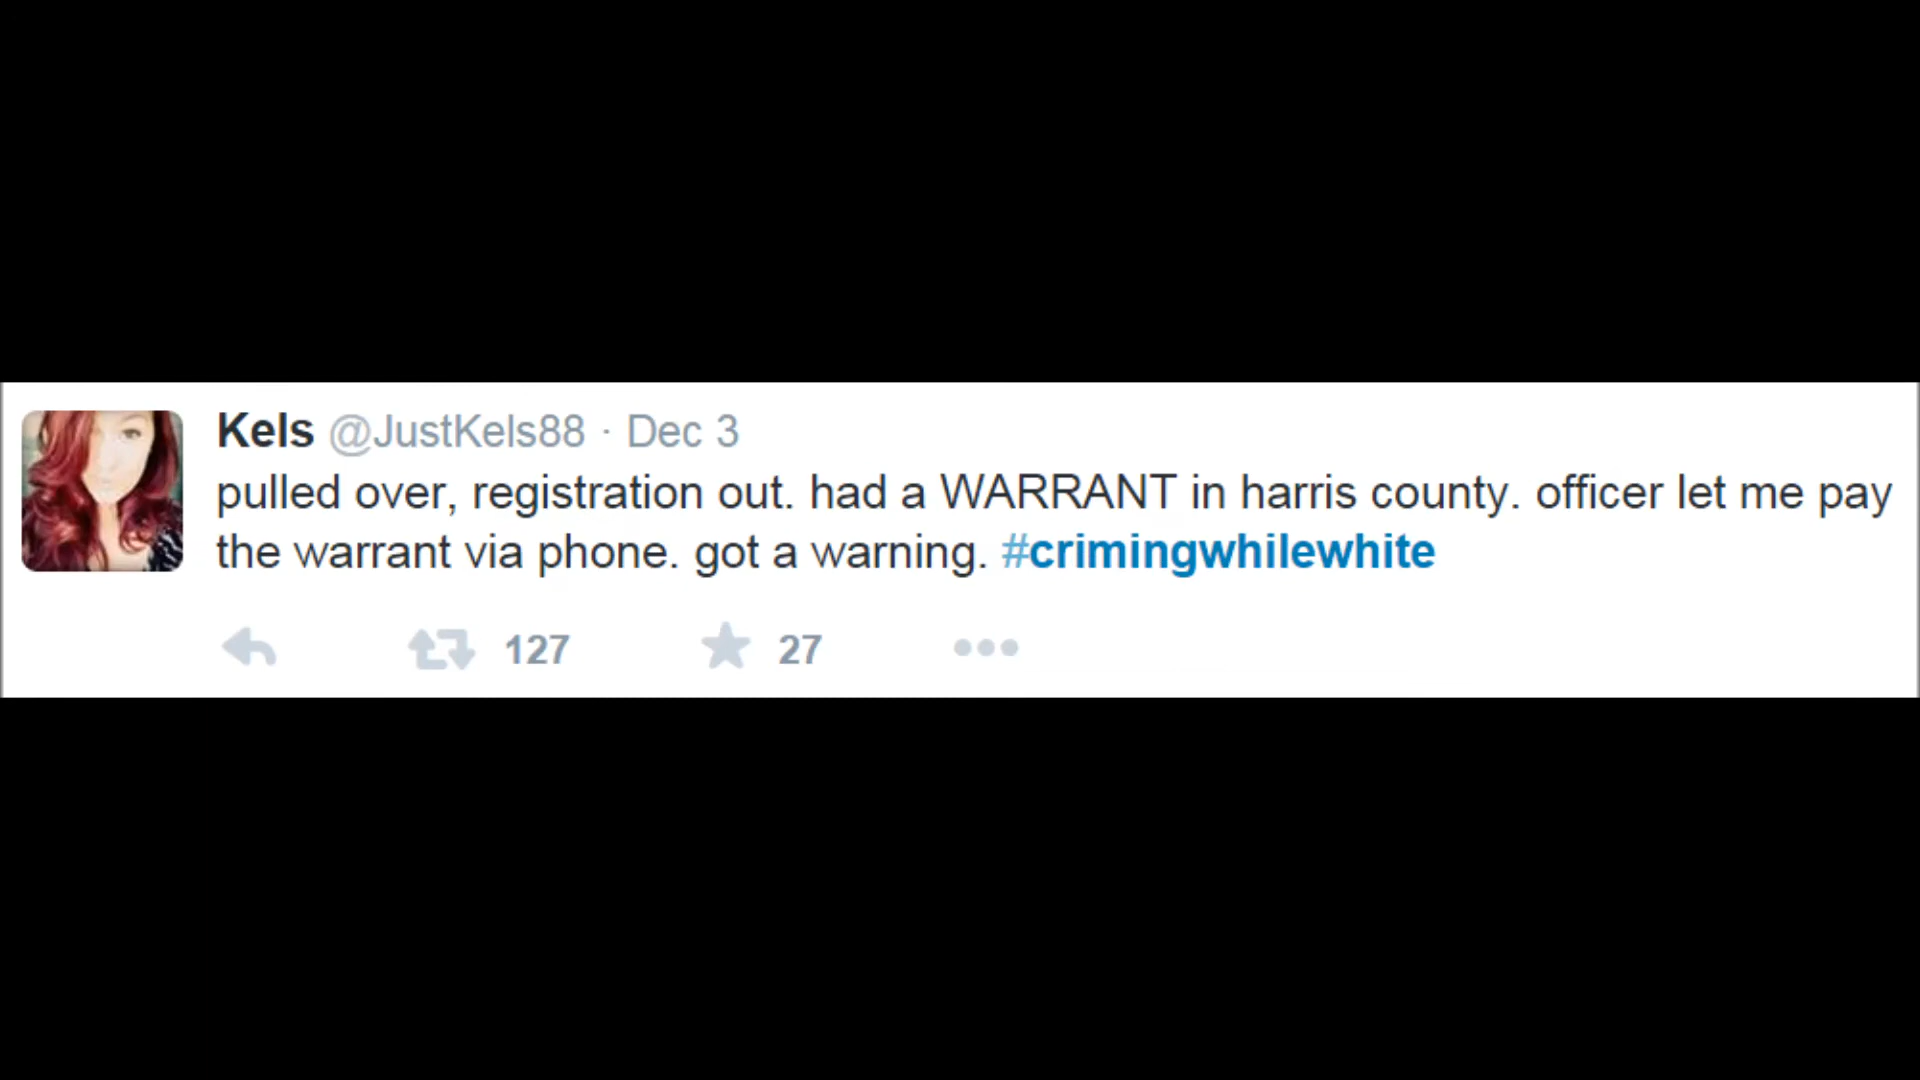 Kels @JustKels88 · Dec 3
pulled over, registration out. had a WARRANT in harris county. officer let me pay
the warrant via phone. got a warning. #crimingwhilewhite
127 27